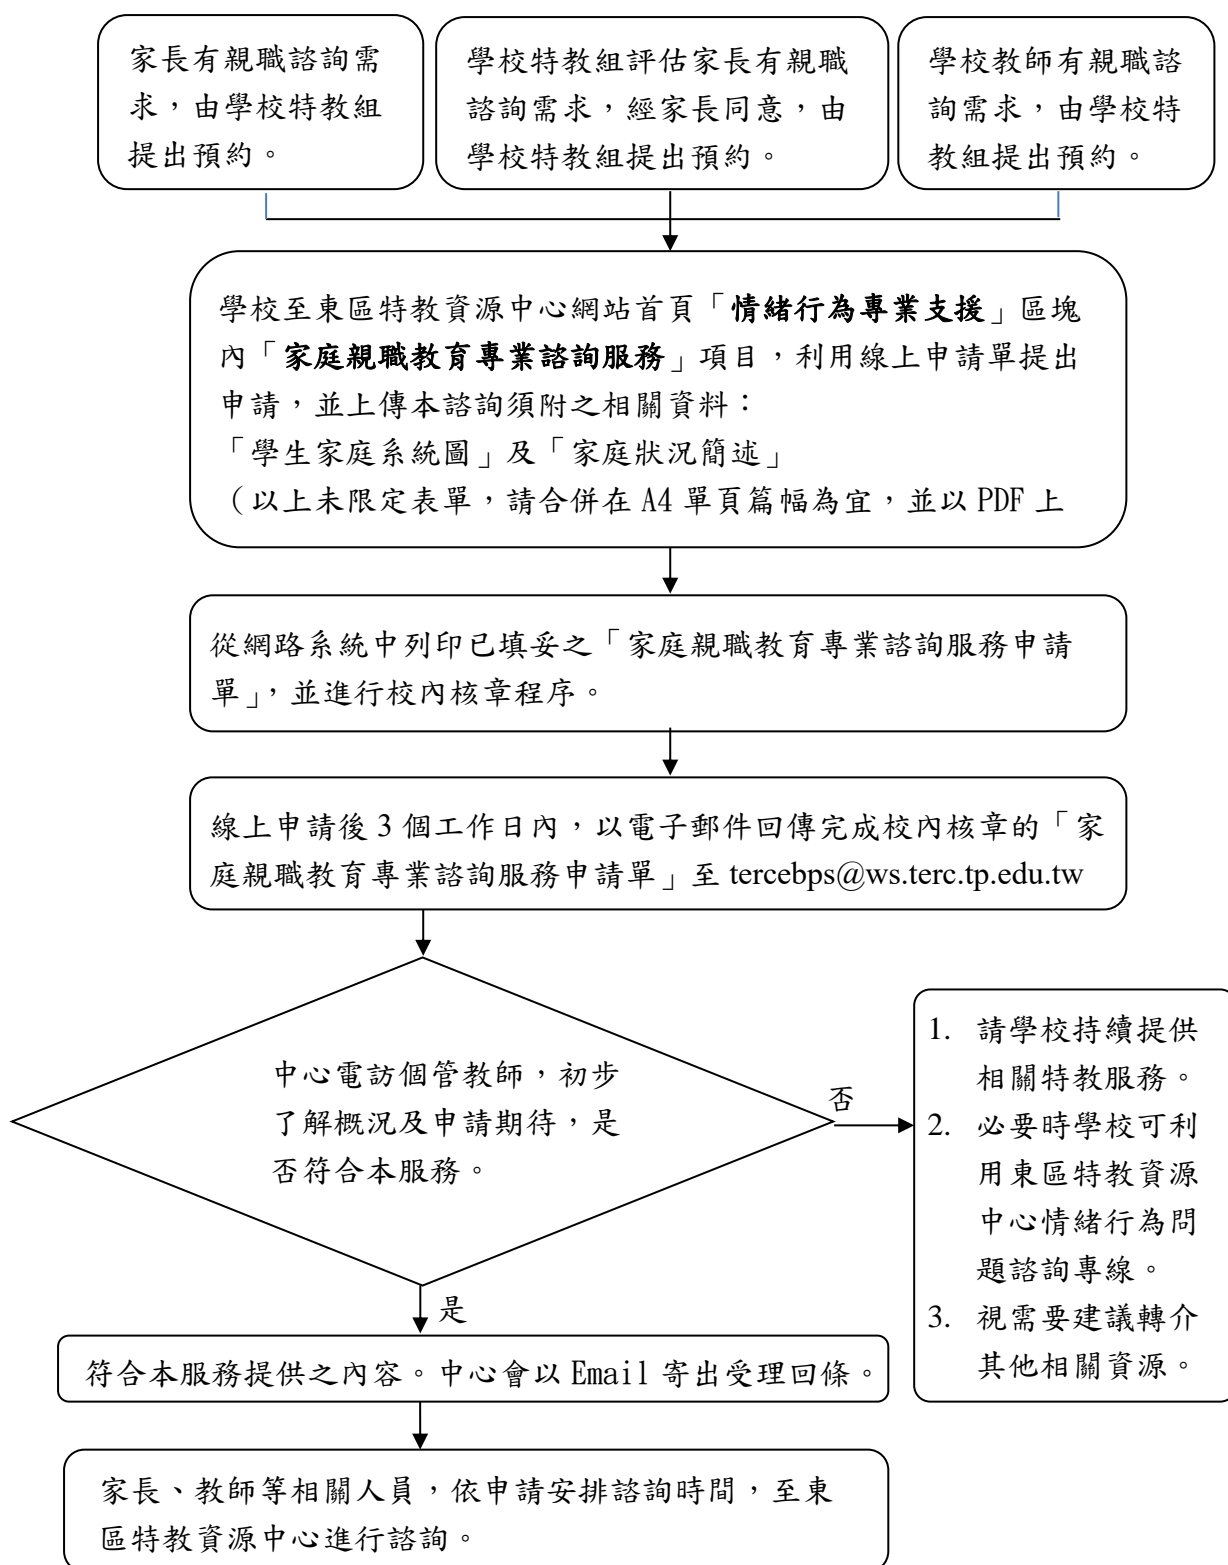 家長有親職諮詢需
求，由學校特教組
提出預約。
學校特教組評估家長有親職
諮詢需求，經家長同意，由
學校特教組提出預約。
學校教師有親職諮
詢需求，由學校特
教組提出預約。
學校至東區特教資源中心網站首頁「情緒行為專業支援」區塊
內「家庭親職教育專業諮詢服務」項目，利用線上申請單提出
申請，並上傳本諮詢須附之相關資料：
「學生家庭系統圖」及「家庭狀況簡述」
（以上未限定表單，請合併在 A4 單頁篇幅為宜，並以 PDF 上
從網路系統中列印已填妥之「家庭親職教育專業諮詢服務申請
單」，並進行校內核章程序。
線上申請後 3 個工作日內，以電子郵件回傳完成校內核章的「家
庭親職教育專業諮詢服務申請單」至 tercebps@ws.terc.tp.edu.tw
中心電訪個管教師，初步
了解概況及申請期待，是
否符合本服務。
否
1. 請學校持續提供
相關特教服務。
2. 必要時學校可利
用東區特教資源
中心情緒行為問
題諮詢專線。
3. 視需要建議轉介
其他相關資源。
是
符合本服務提供之內容。中心會以 Email 寄出受理回條。
家長、教師等相關人員，依申請安排諮詢時間，至東
區特教資源中心進行諮詢。